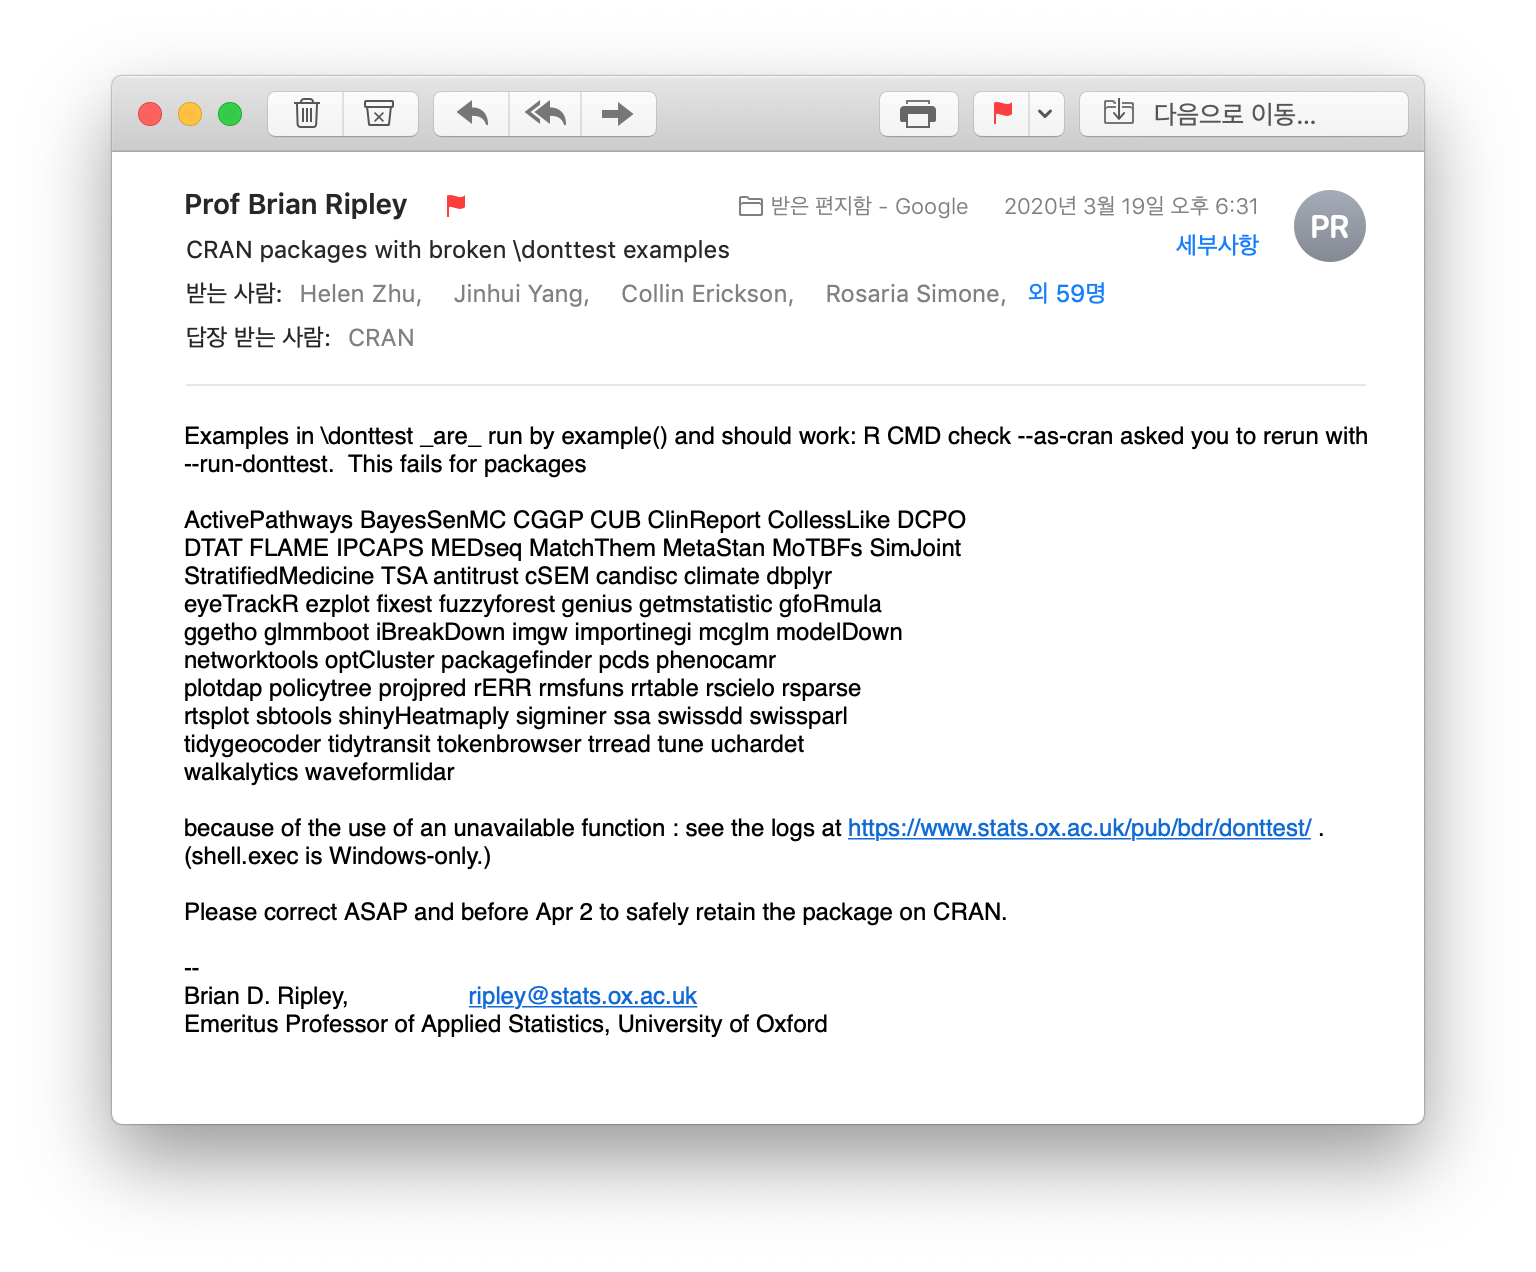 다음으로 이동...
Prof Brian Ripley
받은 편지함 - Google 2020년 3월 19일 오후 6:31
PR
CRAN packages with broken \donttest examples
세부사항
받는 사람: Helen Zhu, Jinhui Yang, Collin Erickson, Rosaria Simone, 외 59명
답장 받는 사람: CRAN
Examples in \donttest _are_ run by example() and should work: R CMD check --as-cran asked you to rerun with
--run-donttest.  This fails for packages
ActivePathways BayesSenMC CGGP CUB ClinReport CollessLike DCPO
DTAT FLAME IPCAPS MEDseq MatchThem MetaStan MoTBFs SimJoint
StratifiedMedicine TSA antitrust cSEM candisc climate dbplyr
eyeTrackR ezplot fixest fuzzyforest genius getmstatistic gfoRmula
ggetho glmmboot iBreakDown imgw importinegi mcglm modelDown
networktools optCluster packagefinder pcds phenocamr
plotdap policytree projpred rERR rmsfuns rrtable rscielo rsparse
rtsplot sbtools shinyHeatmaply sigminer ssa swissdd swissparl
tidygeocoder tidytransit tokenbrowser trread tune uchardet
walkalytics waveformlidar
because of the use of an unavailable function : see the logs at https://www.stats.ox.ac.uk/pub/bdr/donttest/ .
(shell.exec is Windows-only.)
Please correct ASAP and before Apr 2 to safely retain the package on CRAN.
--
Brian D. Ripley, ripley@stats.ox.ac.uk
Emeritus Professor of Applied Statistics, University of Oxford